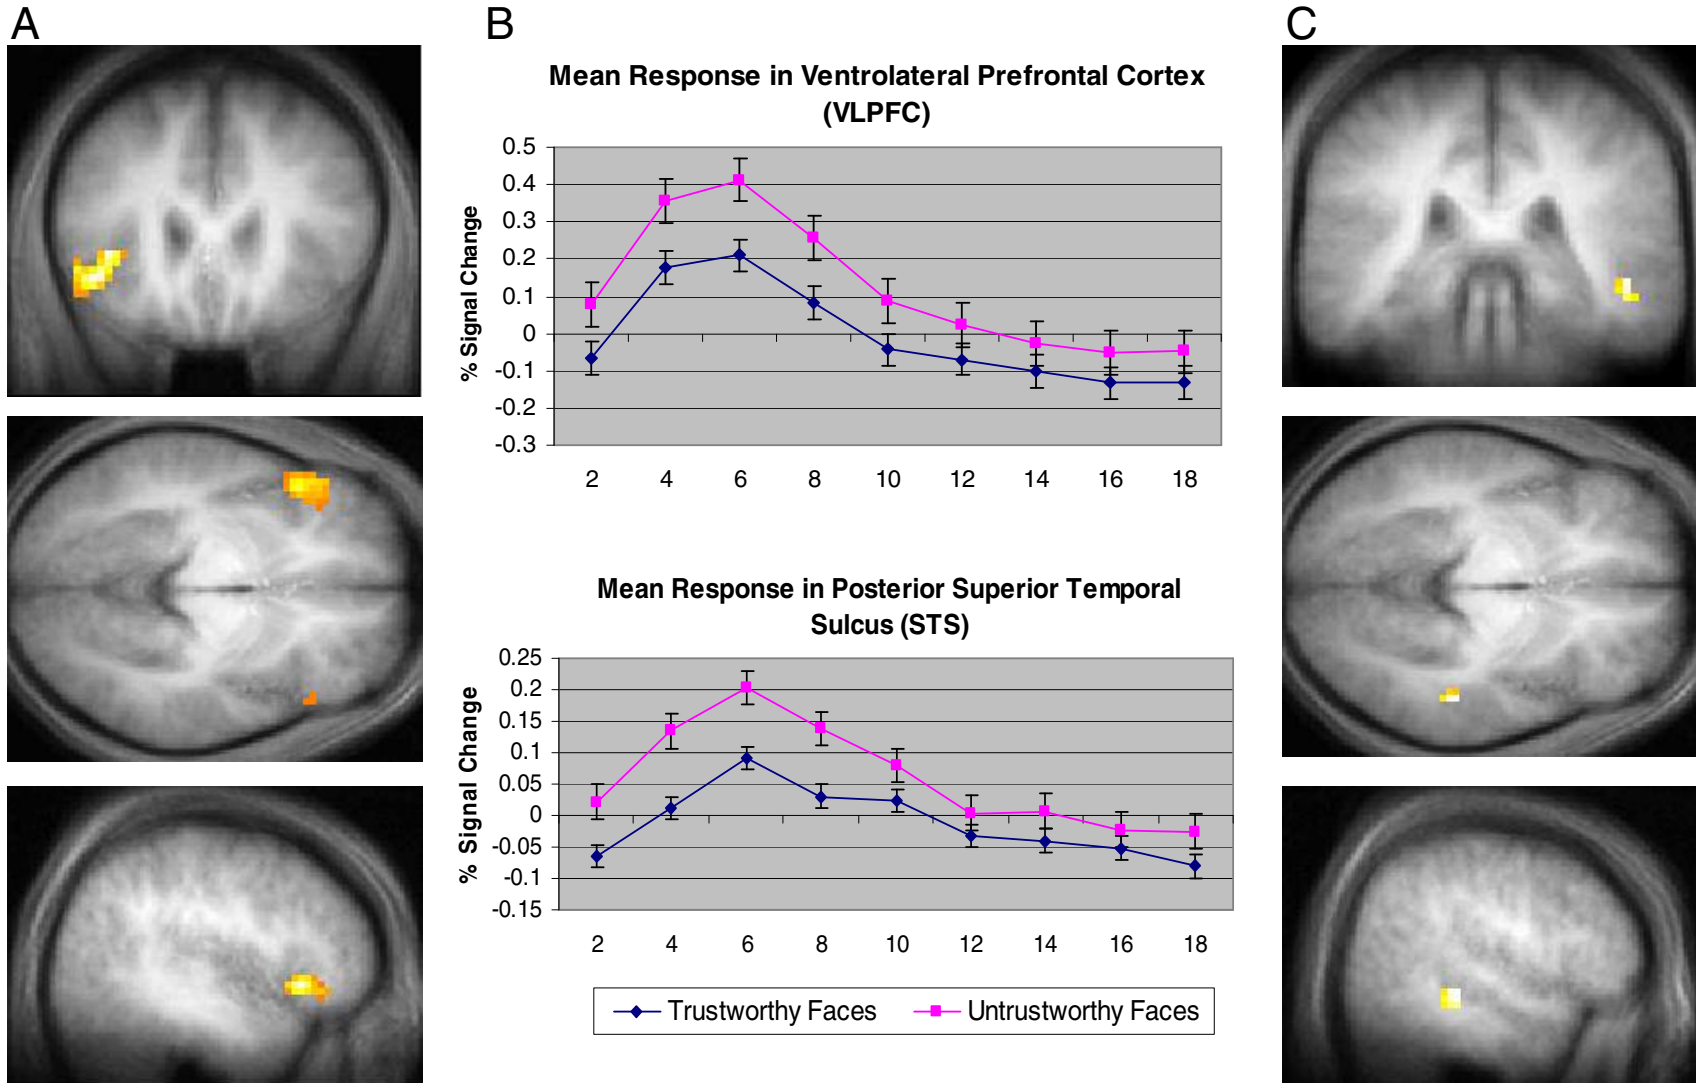 A
B
C
Mean Response in Ventrolateral Prefrontal Cortex
(VLPFC)
% Signal Change
0.5
0.4
0.3
0.2
0.1
0
-0.1
-0.2
-0.3
2 4 6 8 10 12 14 16 18
Mean Response in Posterior Superior Temporal
Sulcus (STS)
% Signal Change
0.25
0.2
0.15
0.1
0.05
0
-0.05
-0.1
-0.15
2 4 6 8 10 12 14 16 18
Trustworthy Faces Untrustworthy Faces